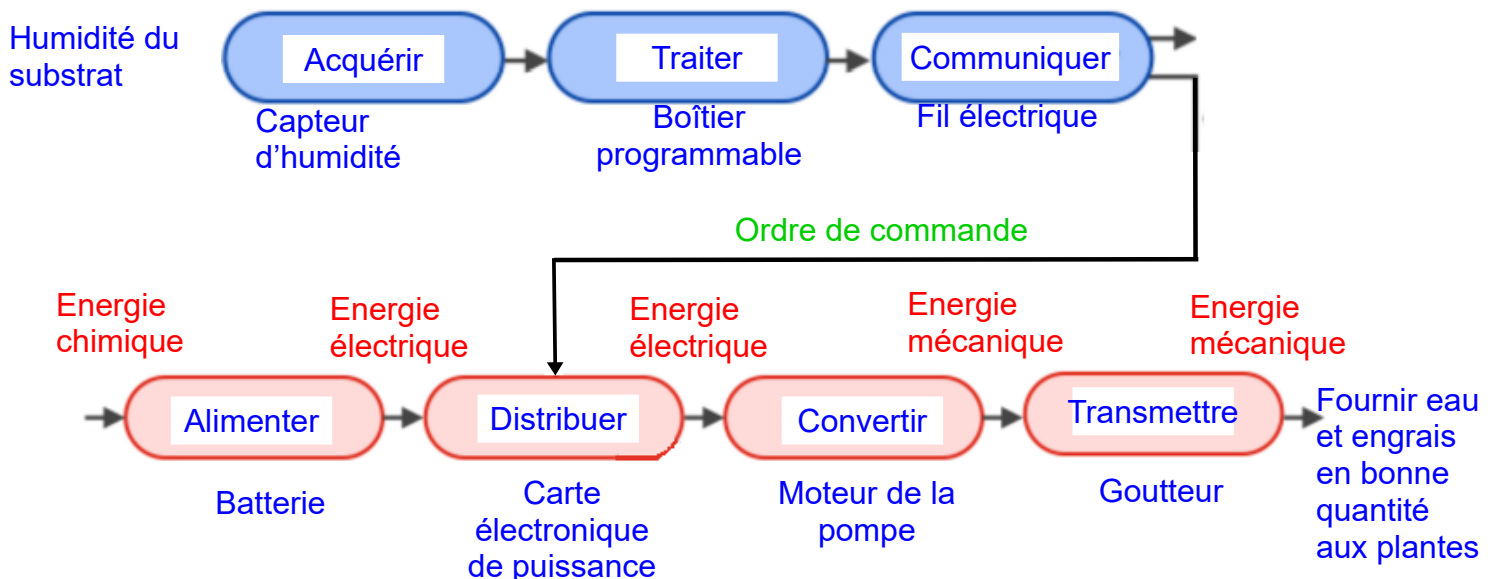 Humidité du
substrat
Acquérir
Traiter
Communiquer
Capteur
d’humidité
Boîtier
programmable
Fil électrique
Ordre de commande
Energie
chimique
Energie
électrique
Energie
électrique
Energie
mécanique
Energie
mécanique
Alimenter
Distribuer
Convertir
Transmettre
Fournir eau
et engrais
en bonne
quantité
aux plantes
Batterie
Carte
électronique
de puissance
Moteur de la
pompe
Goutteur